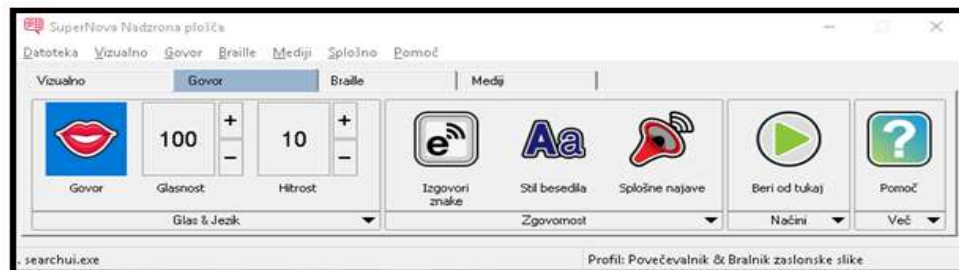 SuperNova Nadzrona plošča
Datoteka Vizualno Govor Braille Mediji Splošno Pomoč
Vizualno Govor Braille Mediji
100 + - 10 + -
e Aa ?
Govor Glasnost Hitrost Izgovori znake Stil besedila Splošne najave Beri od tukaj Pomoč
Glas & Jezik Zgovornost Načini Več
. searchui.exe Profil: Povečevalnik & Bralnik zaslonske slike